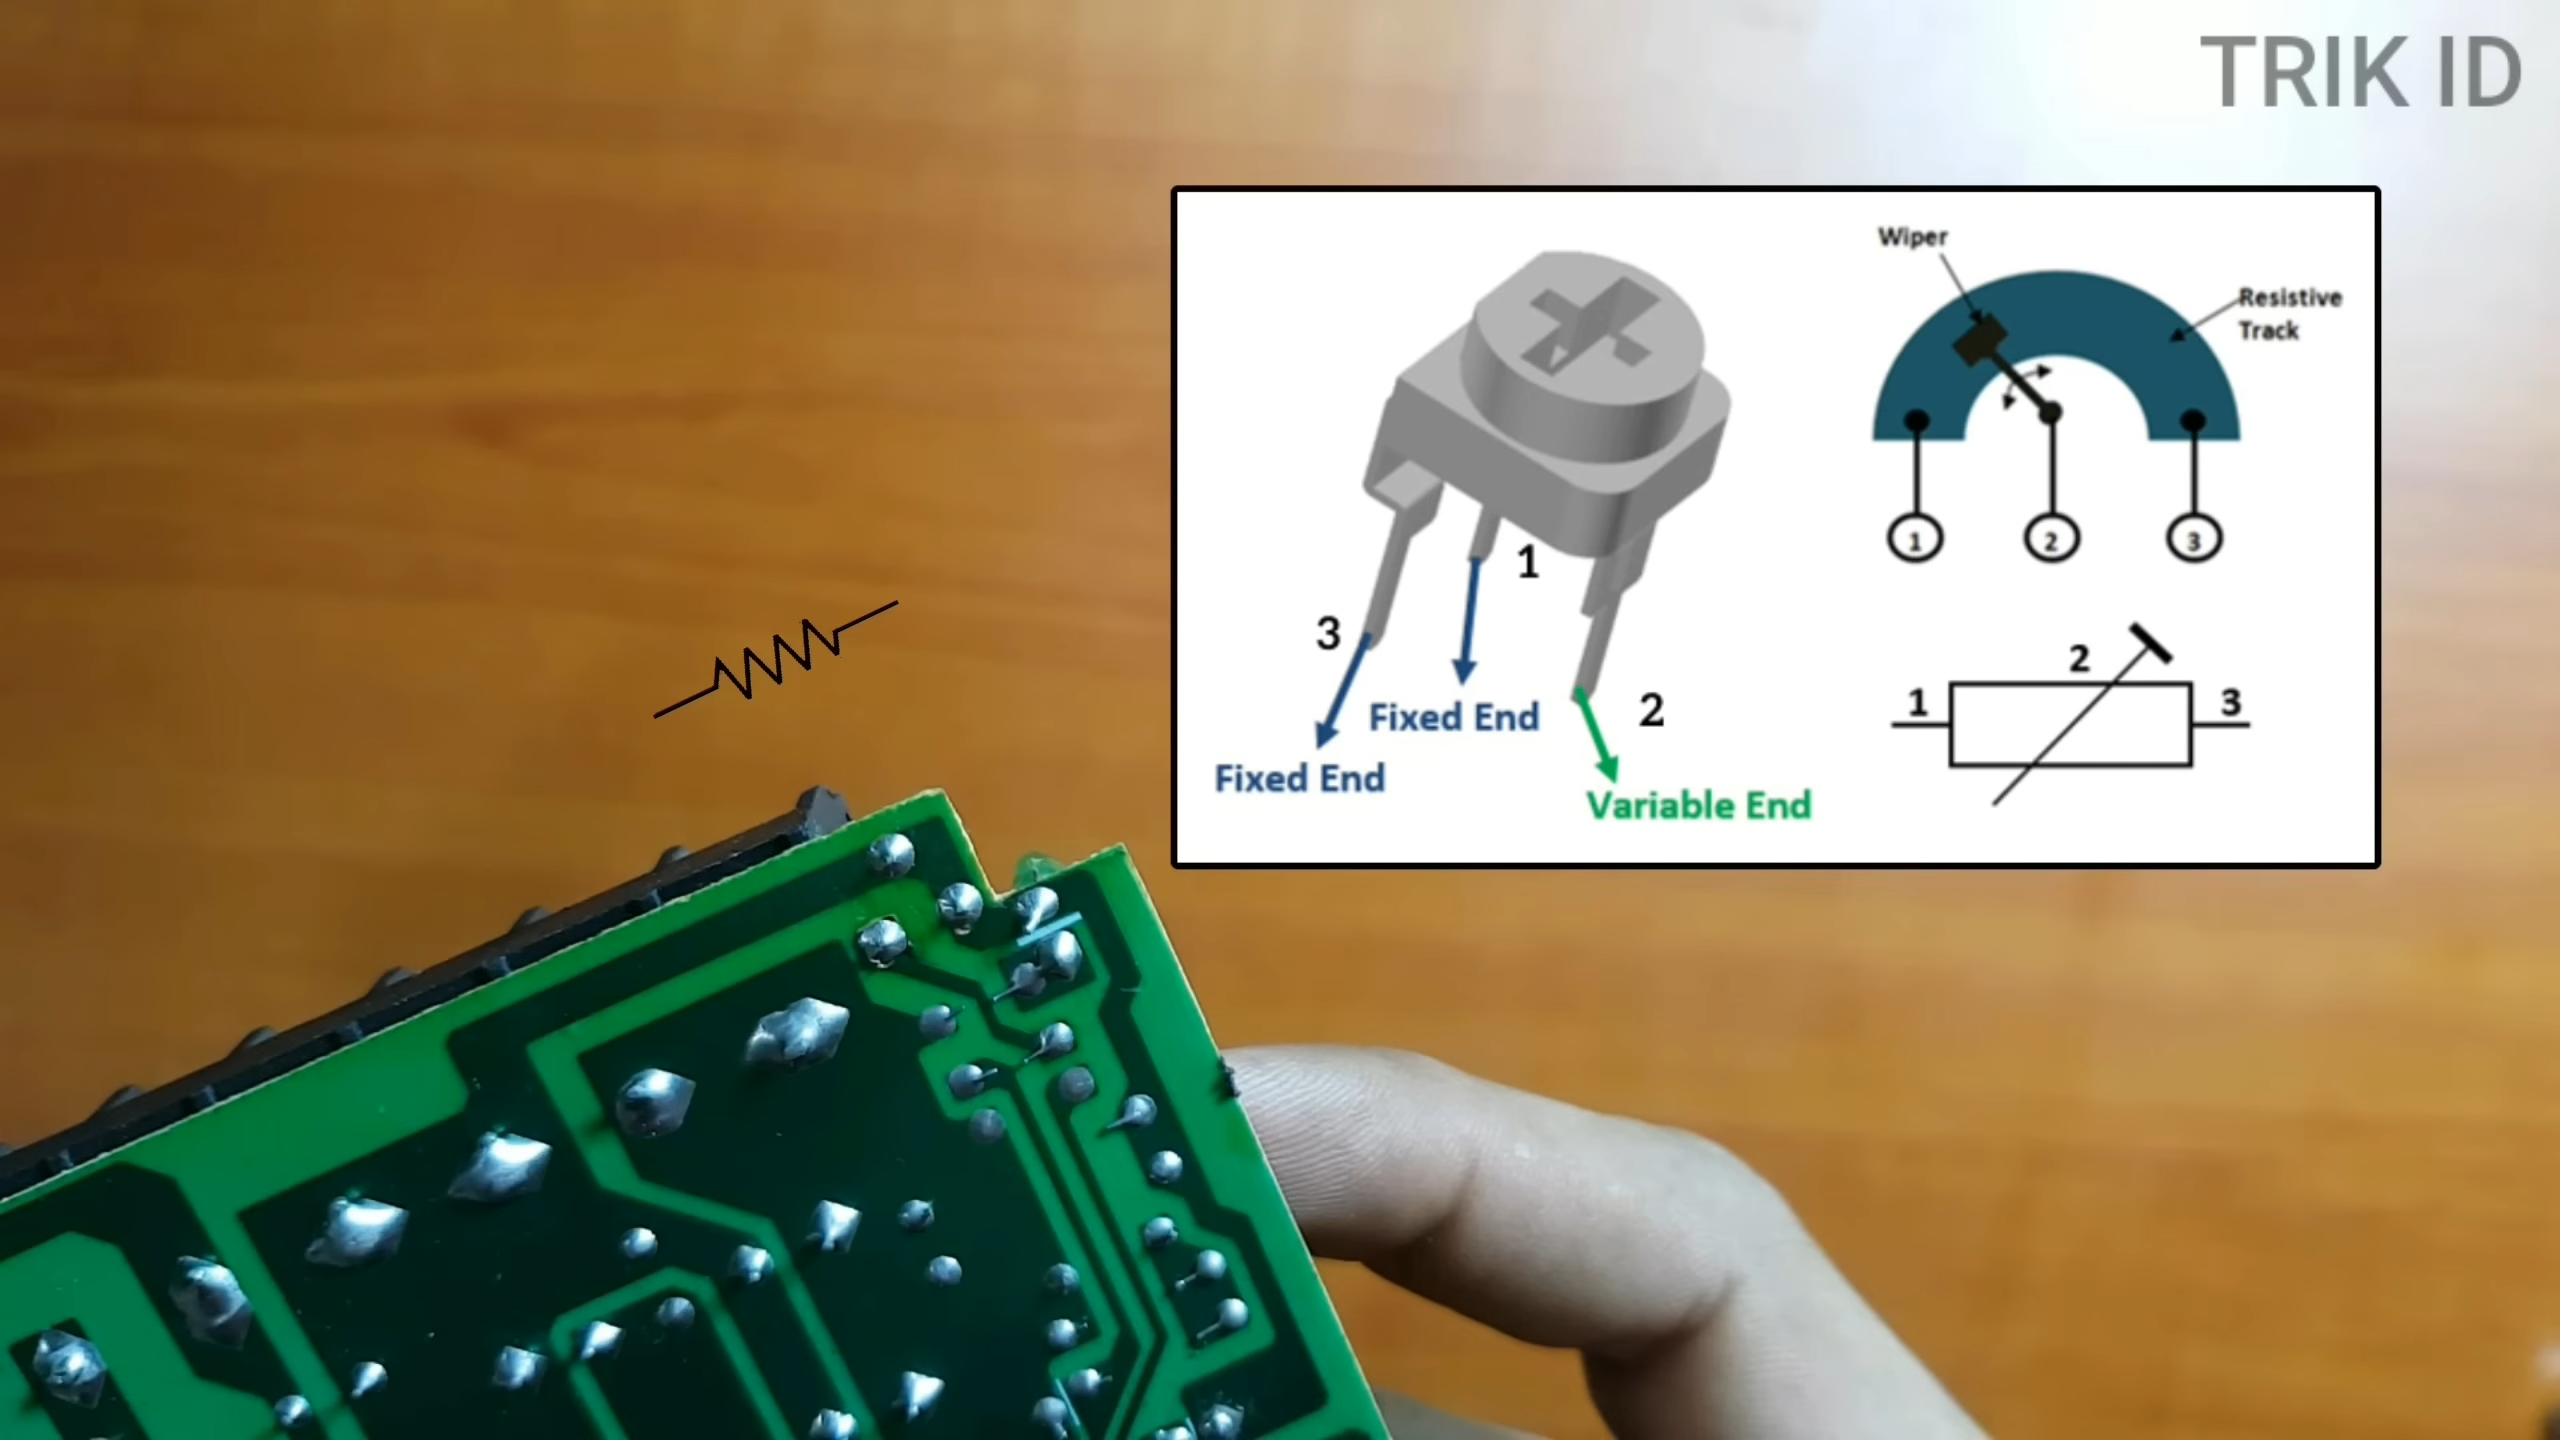 TRIK ID
Wiper
Resistive
Track
1
2
3
1
3
2
Fixed End
Fixed End
Variable End
1
2
3